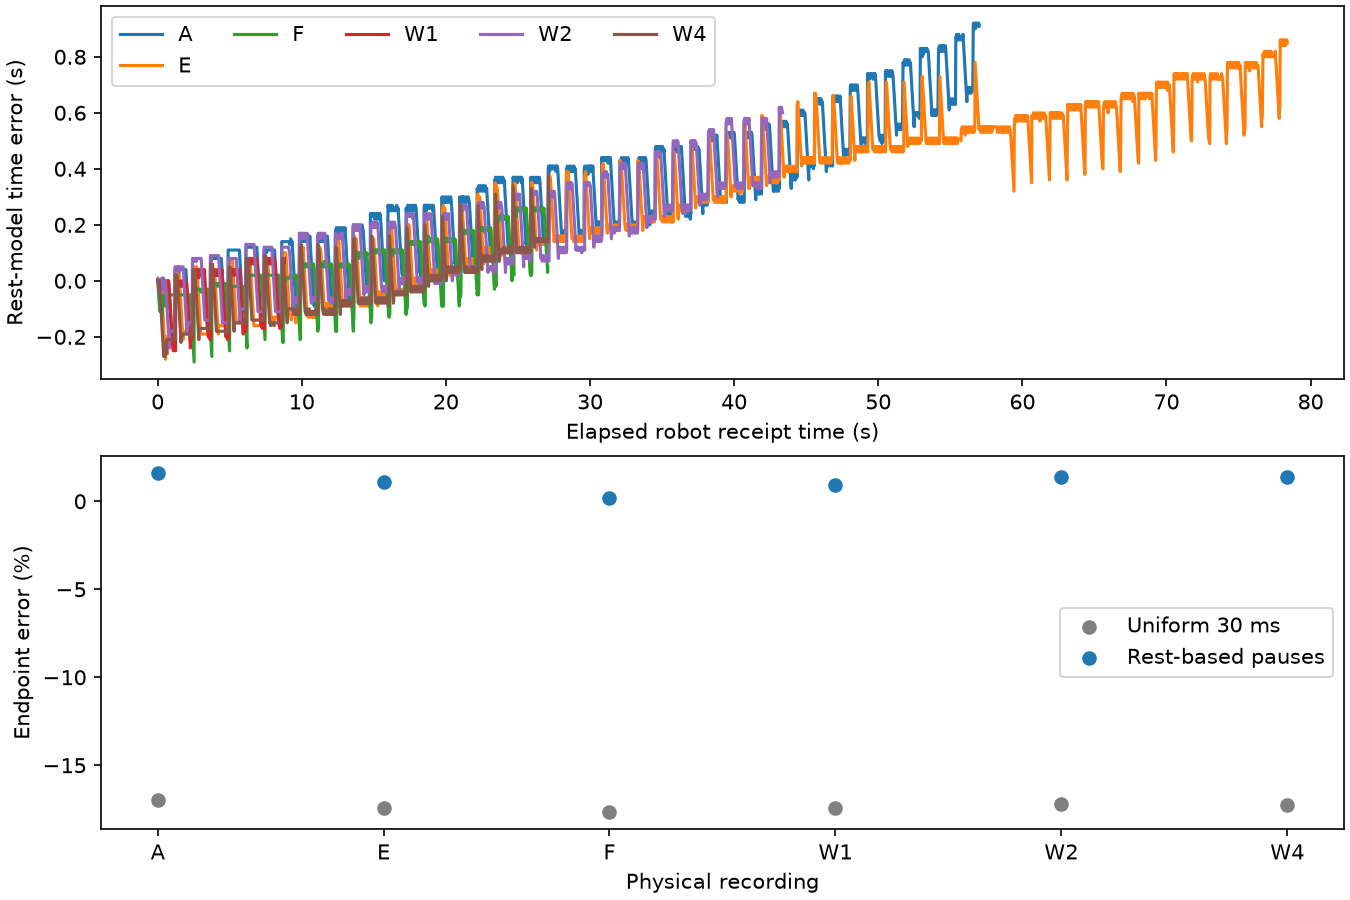 A F W1 W2 W4
E
0.8
0.6
0.4
0.2
0.0
−0.2
Rest-model time error (s)
0 10 20 30 40 50 60 70 80
Elapsed robot receipt time (s)
0
−5
−10
−15
Endpoint error (%)
Uniform 30 ms
Rest-based pauses
A E F W1 W2 W4
Physical recording